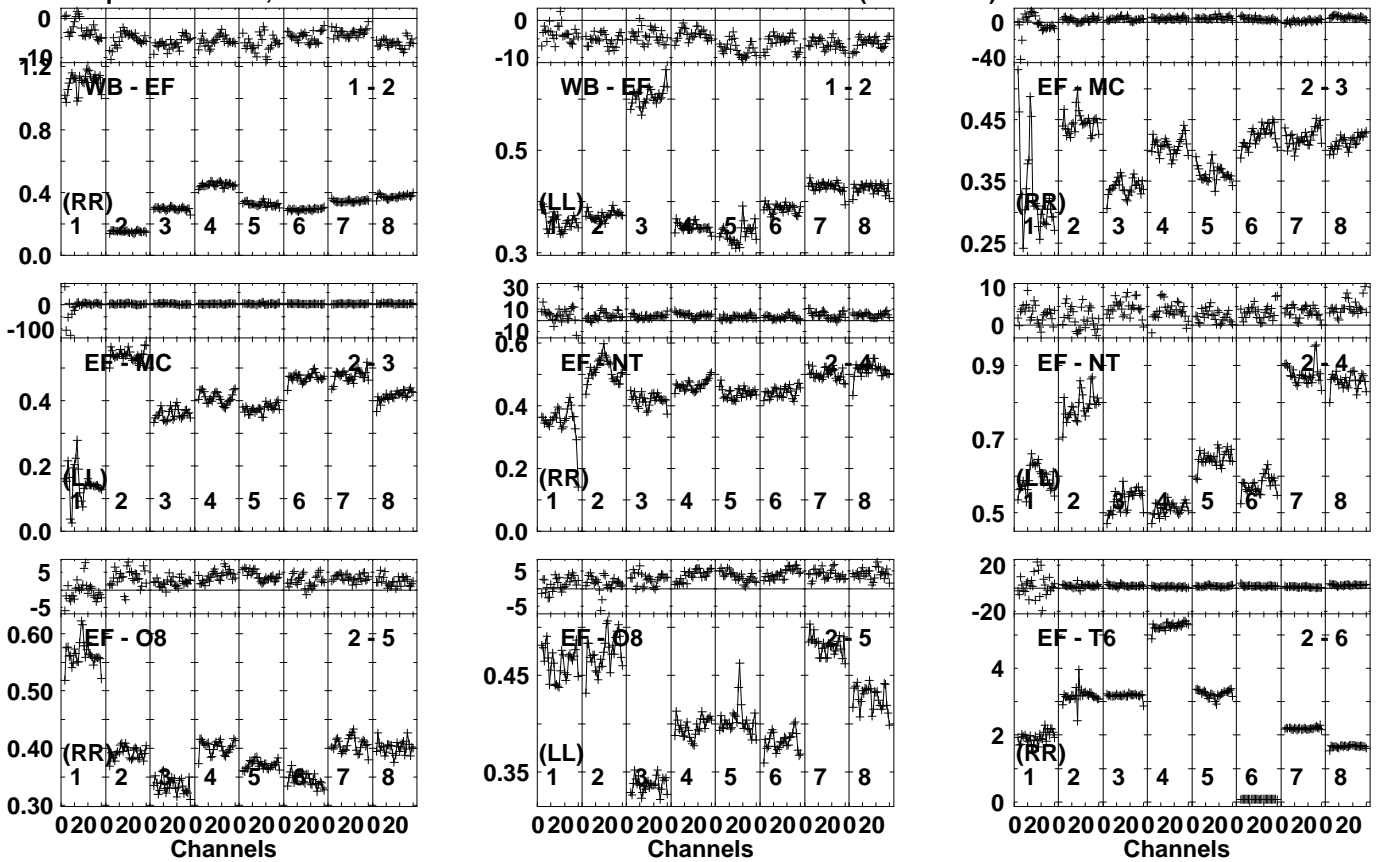 0 0 0
-10 -10 -40
1.2 WB - EF 1 - 2 WB - EF 1 - 2 EF - MC 2 - 3
0.8 0.5 0.45
0.4 0.35
(RR) (LL) (RR)
1 2 3 4 5 6 7 8 1 2 3 4 5 6 7 8 1 2 3 4 5 6 7 8
0.0 0.3 0.25
30 10
0 10 0
-100 -10
EF - MC 2 - 3 0.6 EF - NT 2 - 4 0.9 EF - NT 2 - 4
0.4 0.4 0.7
0.2 0.2
(LL) (RR) (LL)
1 2 3 4 5 6 7 8 1 2 3 4 5 6 7 8 1 2 3 4 5 6 7 8
0.0 0.0 0.5
5 5 20
-5 -5 -20
0.60 EF - O8 2 - 5 EF - O8 2 - 5 EF - T6 2 - 6
0.50 0.45 4
0.40 2
(RR) (LL) (RR)
1 2 3 4 5 6 7 8 0.35 1 2 3 4 5 6 7 8 1 2 3 4 5 6 7 8
0.30 0
0 20 0 20 0 20 0 20 0 20 0 20 0 20 0 20 0 20 0 20 0 20 0 20 0 20 0 20 0 20 0 20 0 20 0 20 0 20 0 20 0 20 0 20 0 20 0 20
Channels Channels Channels